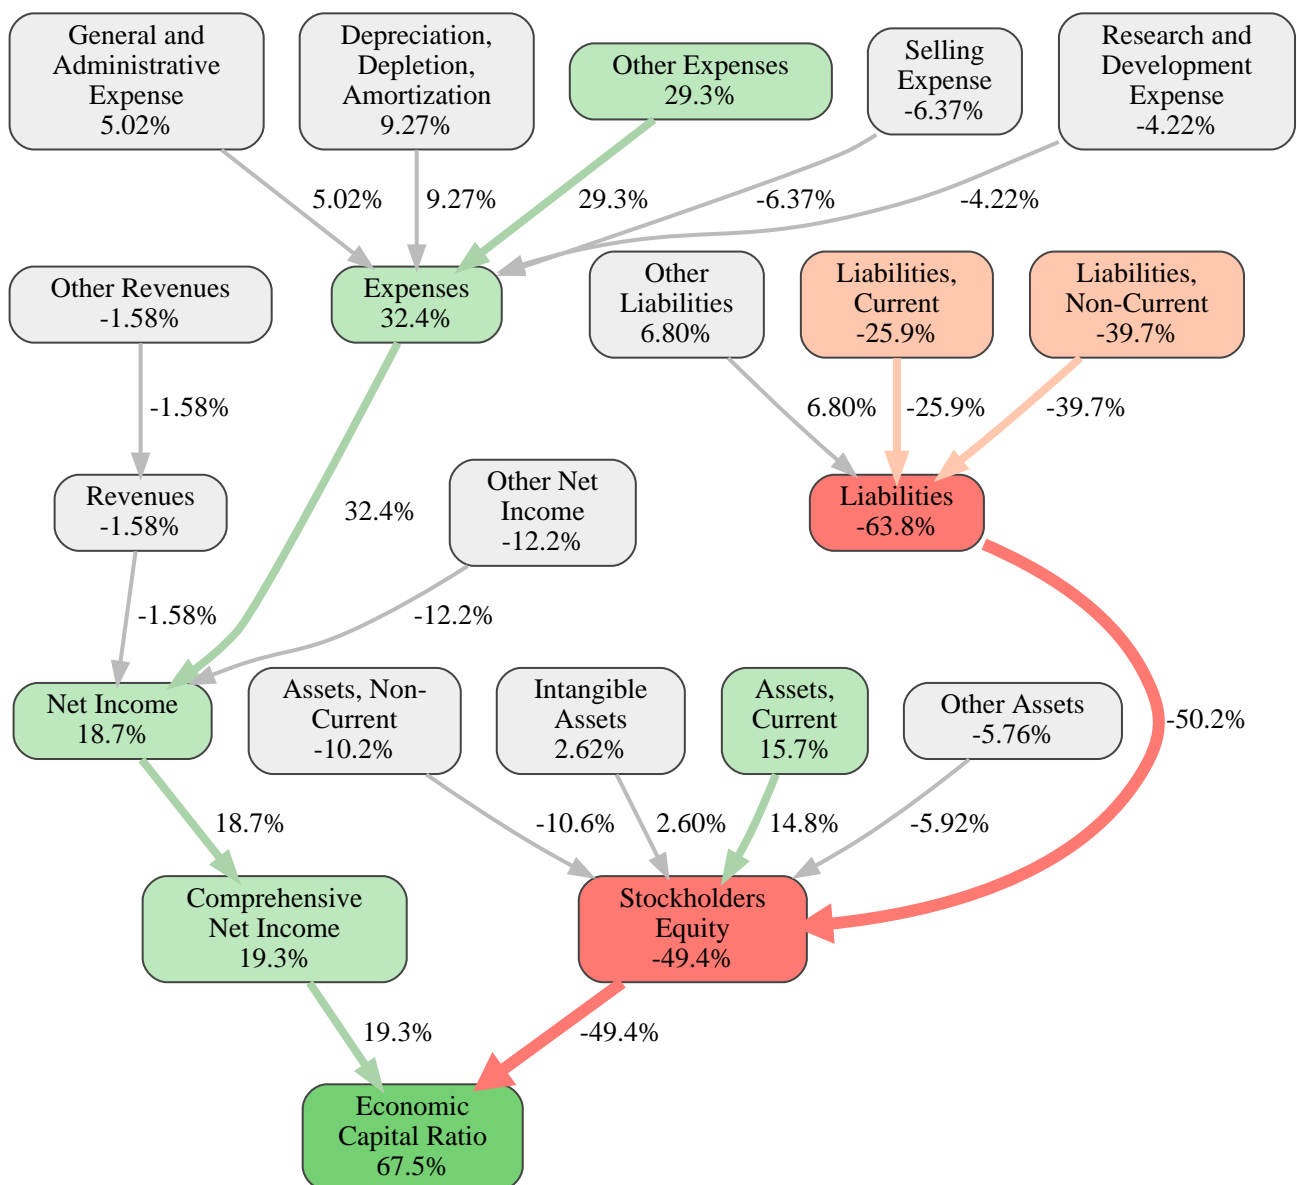 General and
Administrative
Expense
5.02%
Depreciation,
Depletion,
Amortization
9.27%
Other Expenses
29.3%
Selling
Expense
-6.37%
Research and
Development
Expense
-4.22%
5.02%
9.27%
29.3%
-6.37%
-4.22%
Other Revenues
-1.58%
Expenses
32.4%
Other
Liabilities
6.80%
Liabilities,
Current
-25.9%
Liabilities,
Non-Current
-39.7%
-1.58%
6.80%
-25.9%
-39.7%
Revenues
-1.58%
32.4%
Other Net
Income
-12.2%
Liabilities
-63.8%
-1.58%
-12.2%
Net Income
18.7%
Assets, Non-
Current
-10.2%
Intangible
Assets
2.62%
Assets,
Current
15.7%
Other Assets
-5.76%
-50.2%
18.7%
-10.6%
2.60%
14.8%
-5.92%
Comprehensive
Net Income
19.3%
Stockholders
Equity
-49.4%
19.3%
-49.4%
Economic
Capital Ratio
67.5%